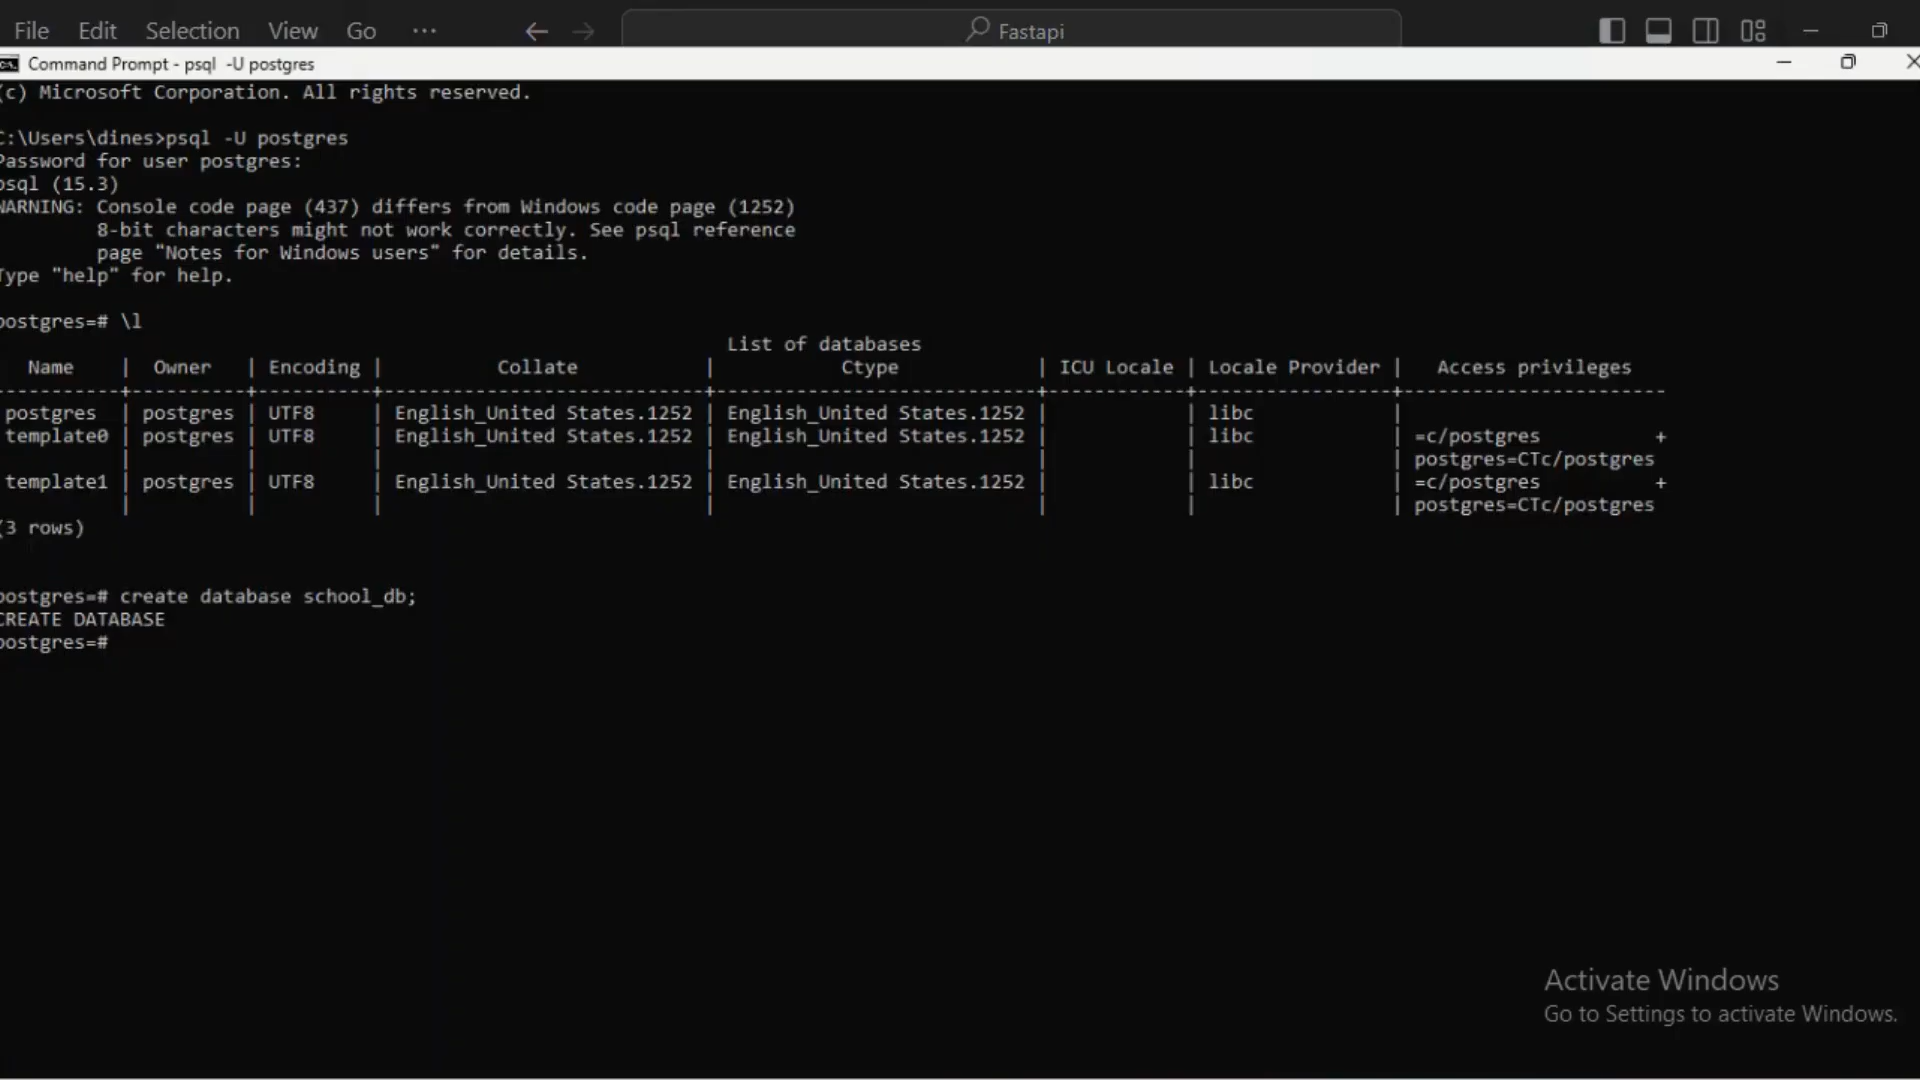 File Edit Selection View Go ... Fastapi
Command Prompt - psql -U postgres
(c) Microsoft Corporation. All rights reserved.
C:\Users\dines>psql -U postgres
Password for user postgres:
psql (15.3)
WARNING: Console code page (437) differs from Windows code page (1252)
8-bit characters might not work correctly. See psql reference
page "Notes for Windows users" for details.
Type "help" for help.
postgres=# \l
List of databases
Name | Owner | Encoding | Collate | Ctype | ICU Locale | Locale Provider | Access privileges
postgres | postgres | UTF8 | English_United States.1252 | English_United States.1252 | | libc |
template0 | postgres | UTF8 | English_United States.1252 | English_United States.1252 | | libc | =c/postgres +
| | | | | | | postgres=CTc/postgres
template1 | postgres | UTF8 | English_United States.1252 | English_United States.1252 | | libc | =c/postgres +
| | | | | | | postgres=CTc/postgres
(3 rows)
postgres=# create database school_db;
CREATE DATABASE
postgres=#
Activate Windows
Go to Settings to activate Windows.